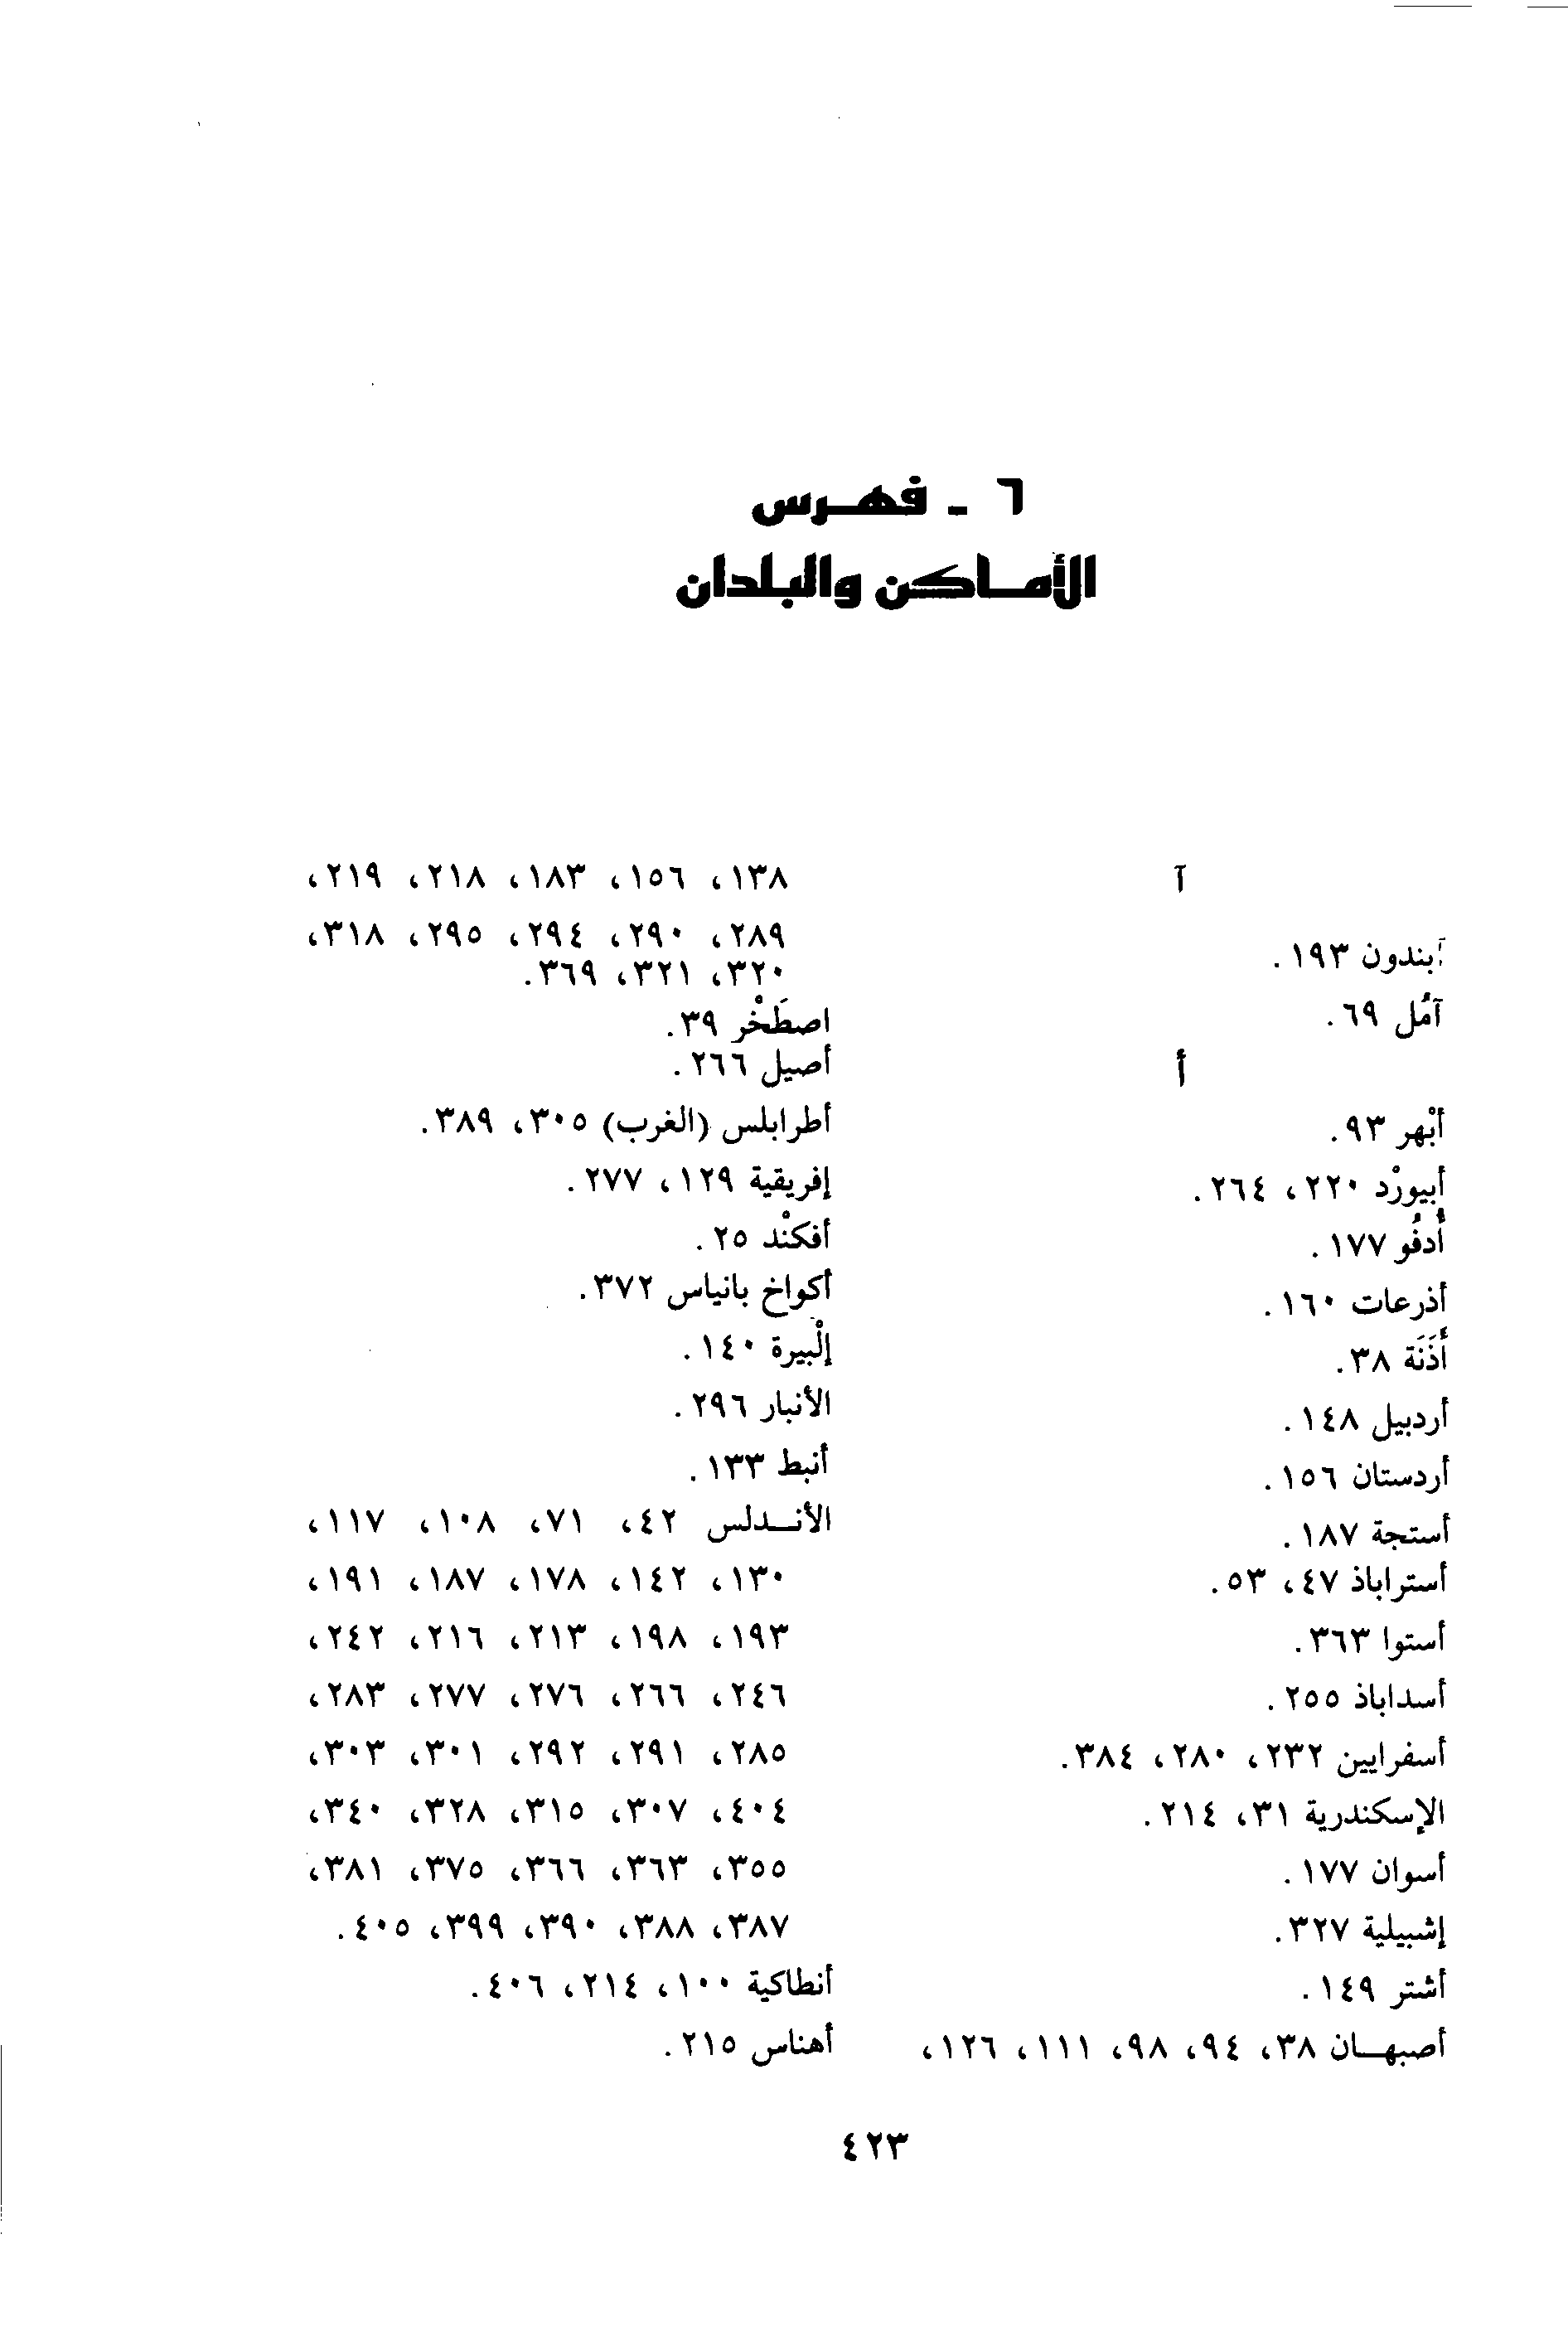 ٦ ـ فهرس
الأماكن والبلدان
آ
آبندون ١٩٣.
آمُل ٦٩.
أ
أبْهر ٩٣.
أبيورْد ٢٢٠، ٢٦٤.
أُدفُو ١٧٧.
أذرعات ١٦٠.
أَذَنَة ٣٨.
أردبيل ١٤٨.
أردستان ١٥٦.
أستجة ١٨٧.
أستراباذ ٤٧، ٥٣.
أستوا ٣٦٣.
أسداباذ ٢٥٥.
أسفرايين ٢٣٢، ٢٨٠، ٣٨٤.
الإسكندرية ٣١، ٢١٤.
أسوان ١٧٧.
إشبيلية ٣٢٧.
أشتر ١٤٩.
أصبهان ٣٨، ٩٤، ٩٨، ١١١، ١٢٦،
١٣٨، ١٥٦، ١٨٣، ٢١٨، ٢١٩،
٢٨٩، ٢٩٠، ٢٩٤، ٢٩٥، ٣١٨،
٣٢٠، ٣٢١، ٣٦٩.
اصطَخْر ٣٩.
أصيل ٢٦٦.
أطرابلس (الغرب) ٣٠٥، ٣٨٩.
إفريقية ١٢٩، ٢٧٧.
أفكنْد ٢٥.
أكواخ بانياس ٣٧٢.
إلْبيرة ١٤٠.
الأنبار ٢٩٦.
أنبط ١٣٣.
الأندلس ٤٢، ٧١، ١٠٨، ١١٧،
١٣٠، ١٤٢، ١٧٨، ١٨٧، ١٩١،
١٩٣، ١٩٨، ٢١٣، ٢١٦، ٢٤٢،
٢٤٦، ٢٦٦، ٢٧٦، ٢٧٧، ٢٨٣،
٢٨٥، ٢٩١، ٢٩٢، ٣٠١، ٣٠٣،
٤٠٤، ٣٠٧، ٣١٥، ٣٢٨، ٣٤٠،
٣٥٥، ٣٦٣، ٣٦٦، ٣٧٥، ٣٨١،
٣٨٧، ٣٨٨، ٣٩٠، ٣٩٩، ٤٠٥.
أنطاكية ١٠٠، ٢١٤، ٤٠٦.
أهناس ٢١٥.
٤٢٣